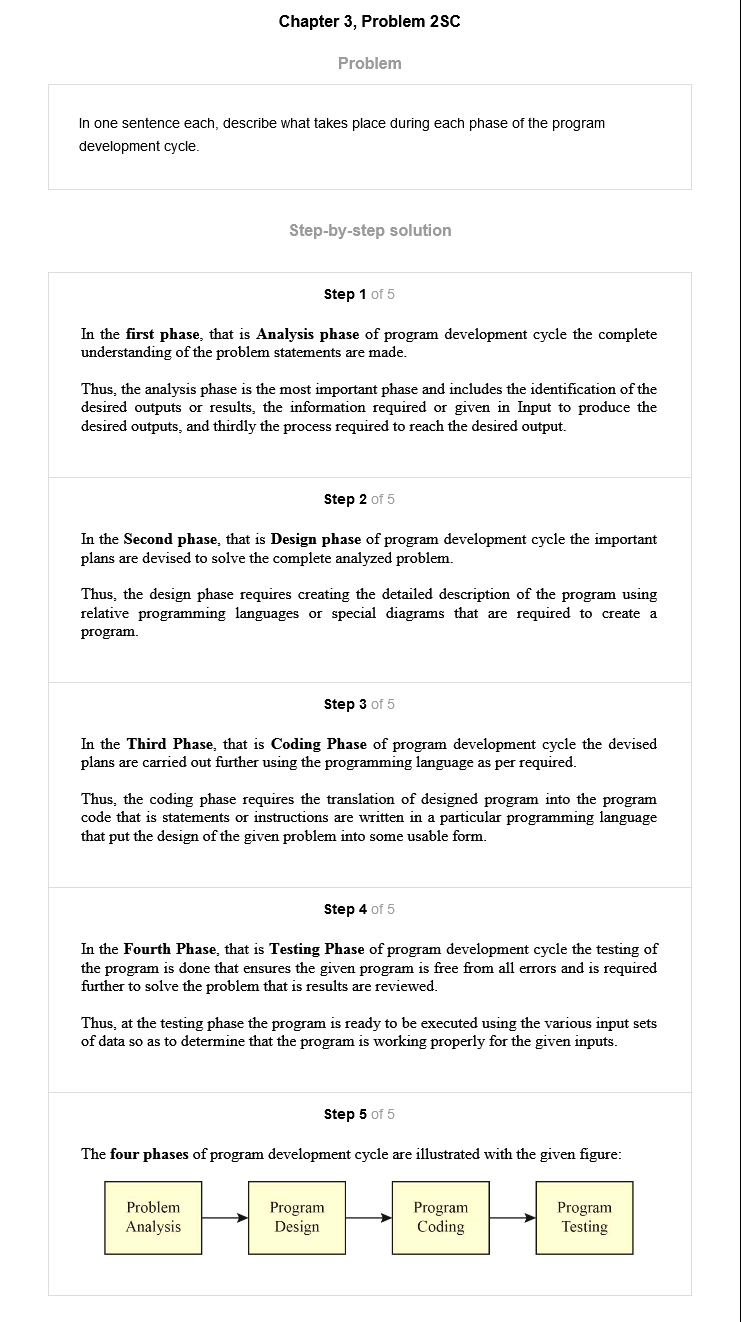 Chapter 3, Problem 2SC
Problem
In one sentence each, describe what takes place during each phase of the program
development cycle.
Step-by-step solution
Step 1 of 5
In the first phase, that is Analysis phase of program development cycle the complete
understanding of the problem statements are made.
Thus, the analysis phase is the most important phase and includes the identification of the
desired outputs or results, the information required or given in Input to produce the
desired outputs, and thirdly the process required to reach the desired output.
Step 2 of 5
In the Second phase, that is Design phase of program development cycle the important
plans are devised to solve the complete analyzed problem.
Thus, the design phase requires creating the detailed description of the program using
relative programming languages or special diagrams that are required to create a
program.
Step 3 of 5
In the Third Phase, that is Coding Phase of program development cycle the devised
plans are carried out further using the programming language as per required.
Thus, the coding phase requires the translation of designed program into the program
code that is statements or instructions are written in a particular programming language
that put the design of the given problem into some usable form.
Step 4 of 5
In the Fourth Phase, that is Testing Phase of program development cycle the testing of
the program is done that ensures the given program is free from all errors and is required
further to solve the problem that is results are reviewed.
Thus, at the testing phase the program is ready to be executed using the various input sets
of data so as to determine that the program is working properly for the given inputs.
Step 5 of 5
The four phases of program development cycle are illustrated with the given figure:
Problem
Analysis
Program
Design
Program
Coding
Program
Testing